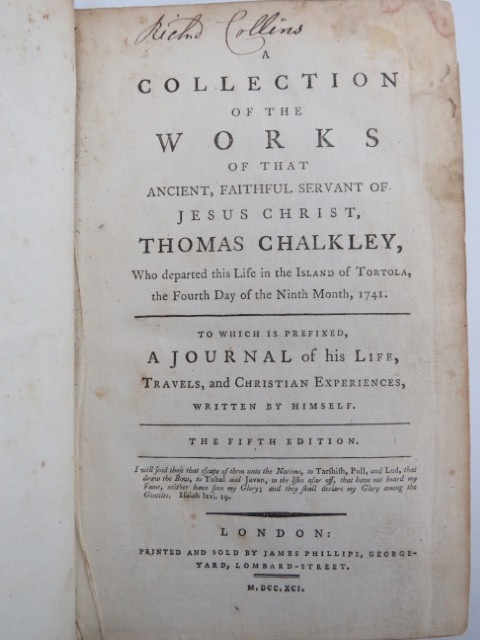 Richd Collins
A
COLLECTION
OF THE
WORKS
OF THAT
ANCIENT, FAITHFUL SERVANT OF
JESUS CHRIST,
THOMAS CHALKLEY,
Who departed this Life in the ISLAND of TORTOLA,
the Fourth Day of the Ninth Month, 1741.
TO WHICH IS PREFIXED,
A JOURNAL of his LIFE,
TRAVELS, and CHRISTIAN EXPERIENCES,
WRITTEN BY HIMSELF.
THE FIFTH EDITION.
I will send those that escape of them unto the Nations, to Tarshish, Pull, and Lud, that
draw the Bow, to Tubal and Javan, to the Isles afar off, that have not heard my
Fame, neither have seen my Glory; and they shall declare my Glory among the
Gentiles. Isaiah lxvi. 19.
LONDON:
PRINTED AND SOLD BY JAMES PHILLIPS, GEORGE-
YARD, LOMBARD-STREET.
M.DCC.XCI.